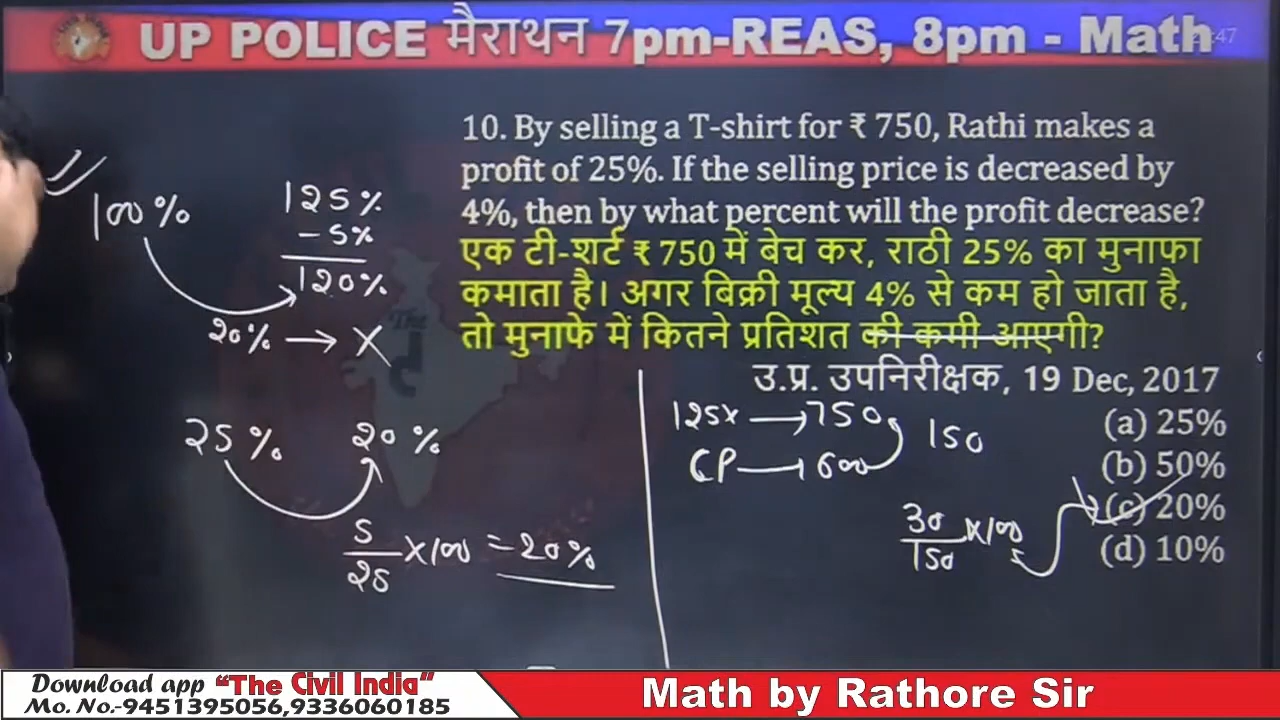 UP POLICE मैराथन 7pm-REAS, 8pm - Math
:47
10. By selling a T-shirt for ₹ 750, Rathi makes a
profit of 25%. If the selling price is decreased by
4%, then by what percent will the profit decrease?
एक टी-शर्ट ₹ 750 में बेच कर, राठी 25% का मुनाफा
कमाता है। अगर बिक्री मूल्य 4% से कम हो जाता है,
तो मुनाफे में कितने प्रतिशत की कमी आएगी?
उ.प्र. उपनिरीक्षक, 19 Dec, 2017
(a) 25%
(b) 50%
(c) 20%
(d) 10%
100%
125%
-5%
120%
20% → X
25% 20%
5/25 ×100 = 20%
125% → 750
CP → 600
150
30/150 ×100
Download app "The Civil India"
Mo. No.-9451395056,9336060185
Math by Rathore Sir